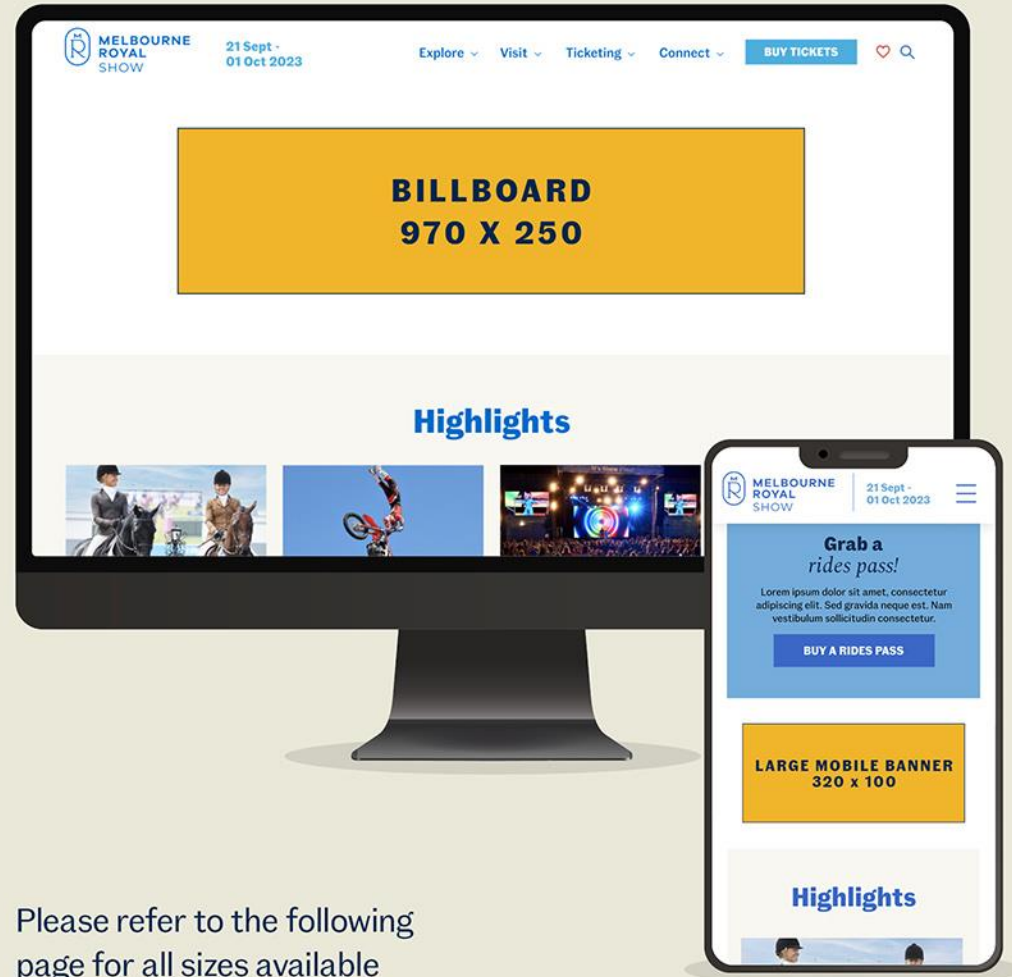 MELBOURNE
ROYAL
SHOW
21 Sept -
01 Oct 2023
Explore
Visit
Ticketing
Connect
BUY TICKETS
BILLBOARD
970 X 250
Highlights
MELBOURNE
ROYAL
SHOW
21 Sept -
01 Oct 2023
Grab a
rides pass!
Lorem ipsum dolor sit amet, consectetur
adipiscing elit. Sed gravida neque est. Nam
vestibulum sollicitudin consectetur.
BUY A RIDES PASS
LARGE MOBILE BANNER
320 x 100
Highlights
Please refer to the following
page for all sizes available